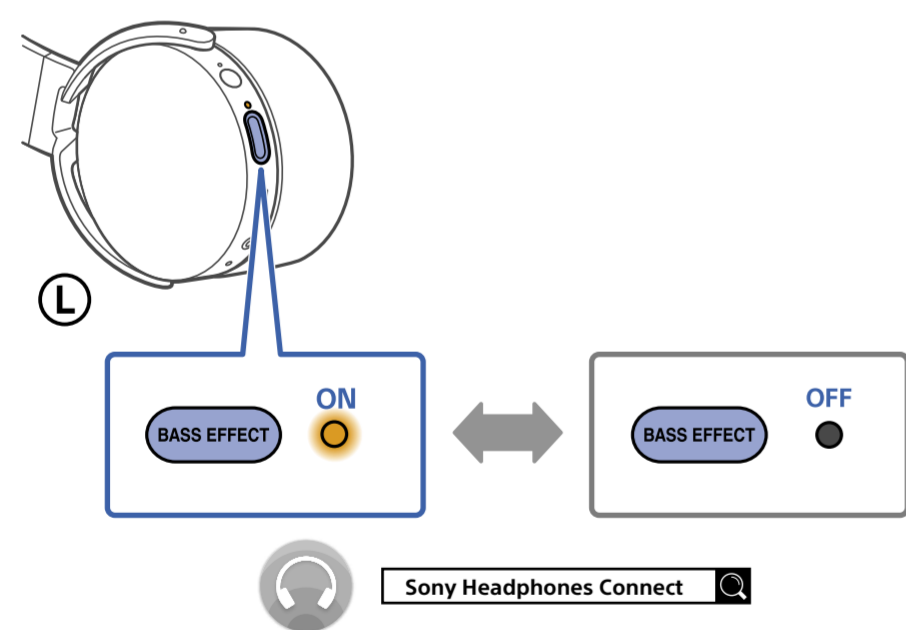 L
ON
BASS EFFECT
OFF
BASS EFFECT
Sony Headphones Connect